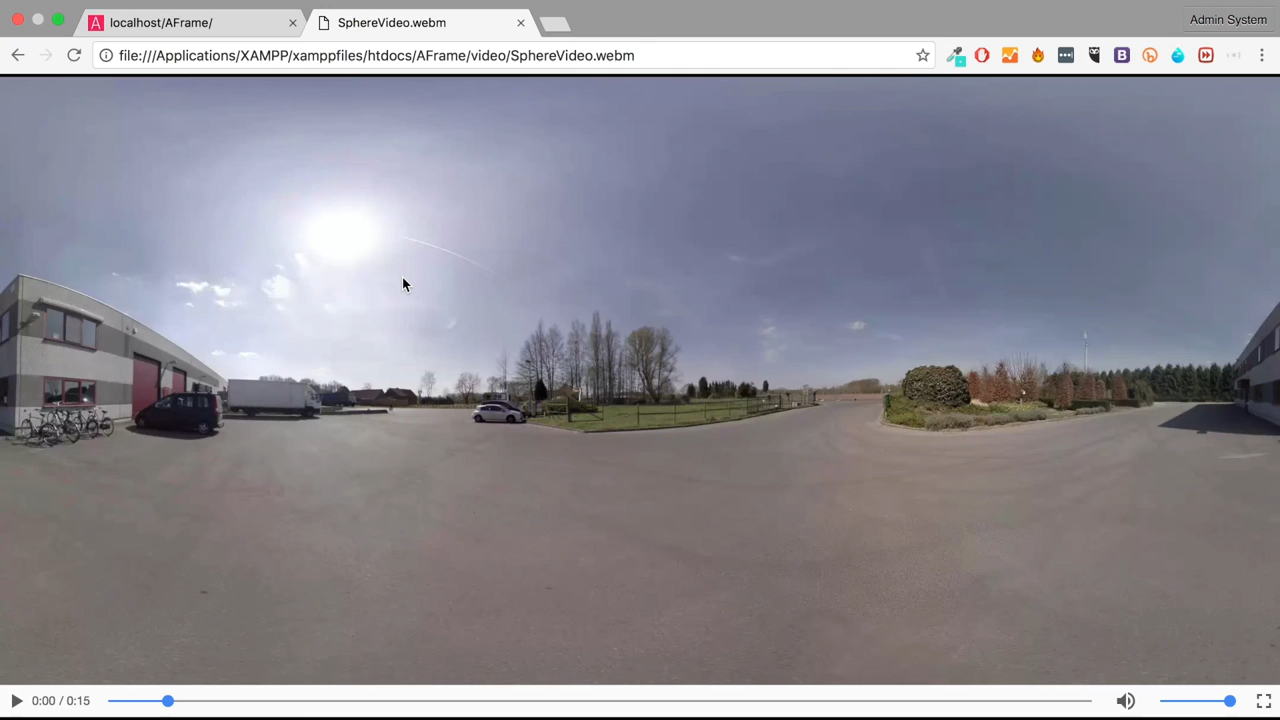 localhost/AFrame/
SphereVideo.webm
Admin System
file:///Applications/XAMPP/xamppfiles/htdocs/AFrame/video/SphereVideo.webm
0:00 / 0:15